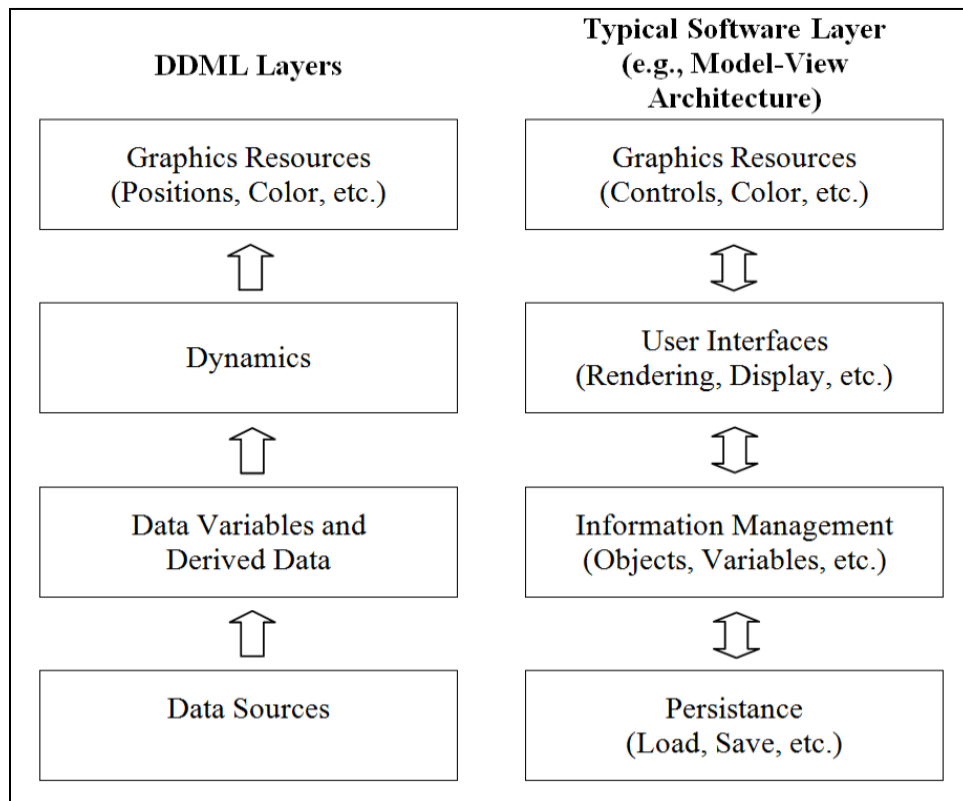 DDML Layers
Graphics Resources
(Positions, Color, etc.)
Dynamics
Data Variables and
Derived Data
Data Sources
Typical Software Layer
(e.g., Model-View
Architecture)
Graphics Resources
(Controls, Color, etc.)
User Interfaces
(Rendering, Display, etc.)
Information Management
(Objects, Variables, etc.)
Persistance
(Load, Save, etc.)